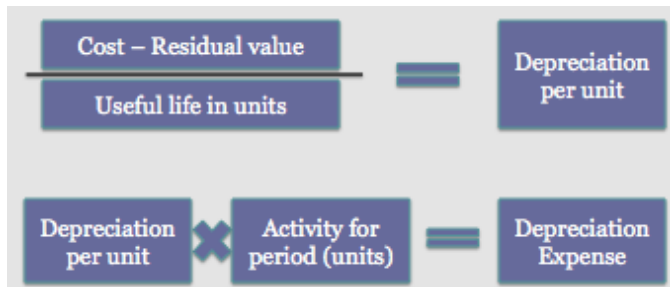 Cost – Residual value
Useful life in units
Depreciation
per unit
Depreciation
per unit
Activity for
period (units)
Depreciation
Expense